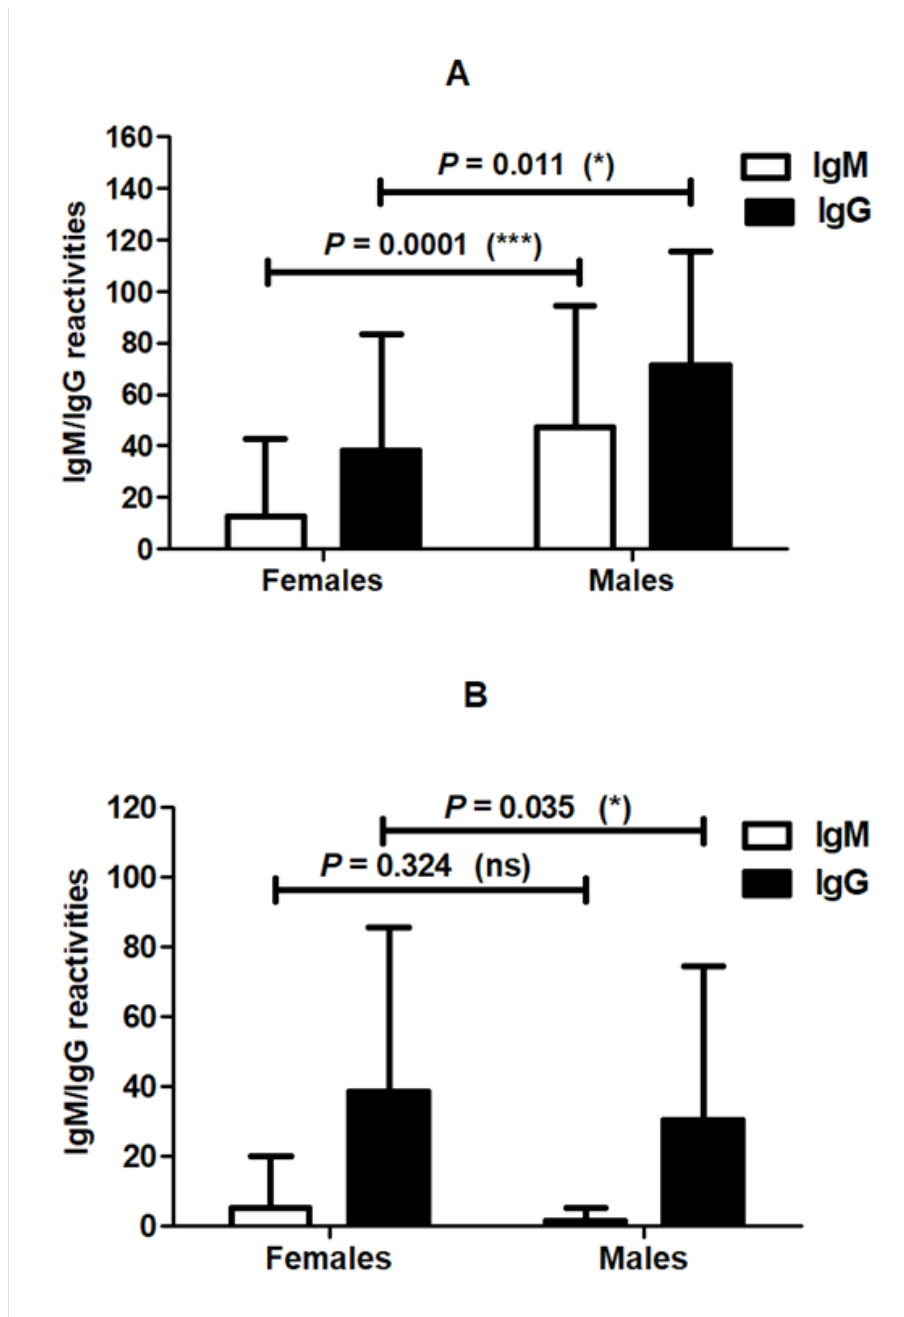 A
160
140
120
100
80
60
40
20
0
IgM/IgG reactivities
P = 0.011 (*)
P = 0.0001 (***)
IgM
IgG
Females
Males
B
120
100
80
60
40
20
0
IgM/IgG reactivities
P = 0.035 (*)
P = 0.324 (ns)
IgM
IgG
Females
Males